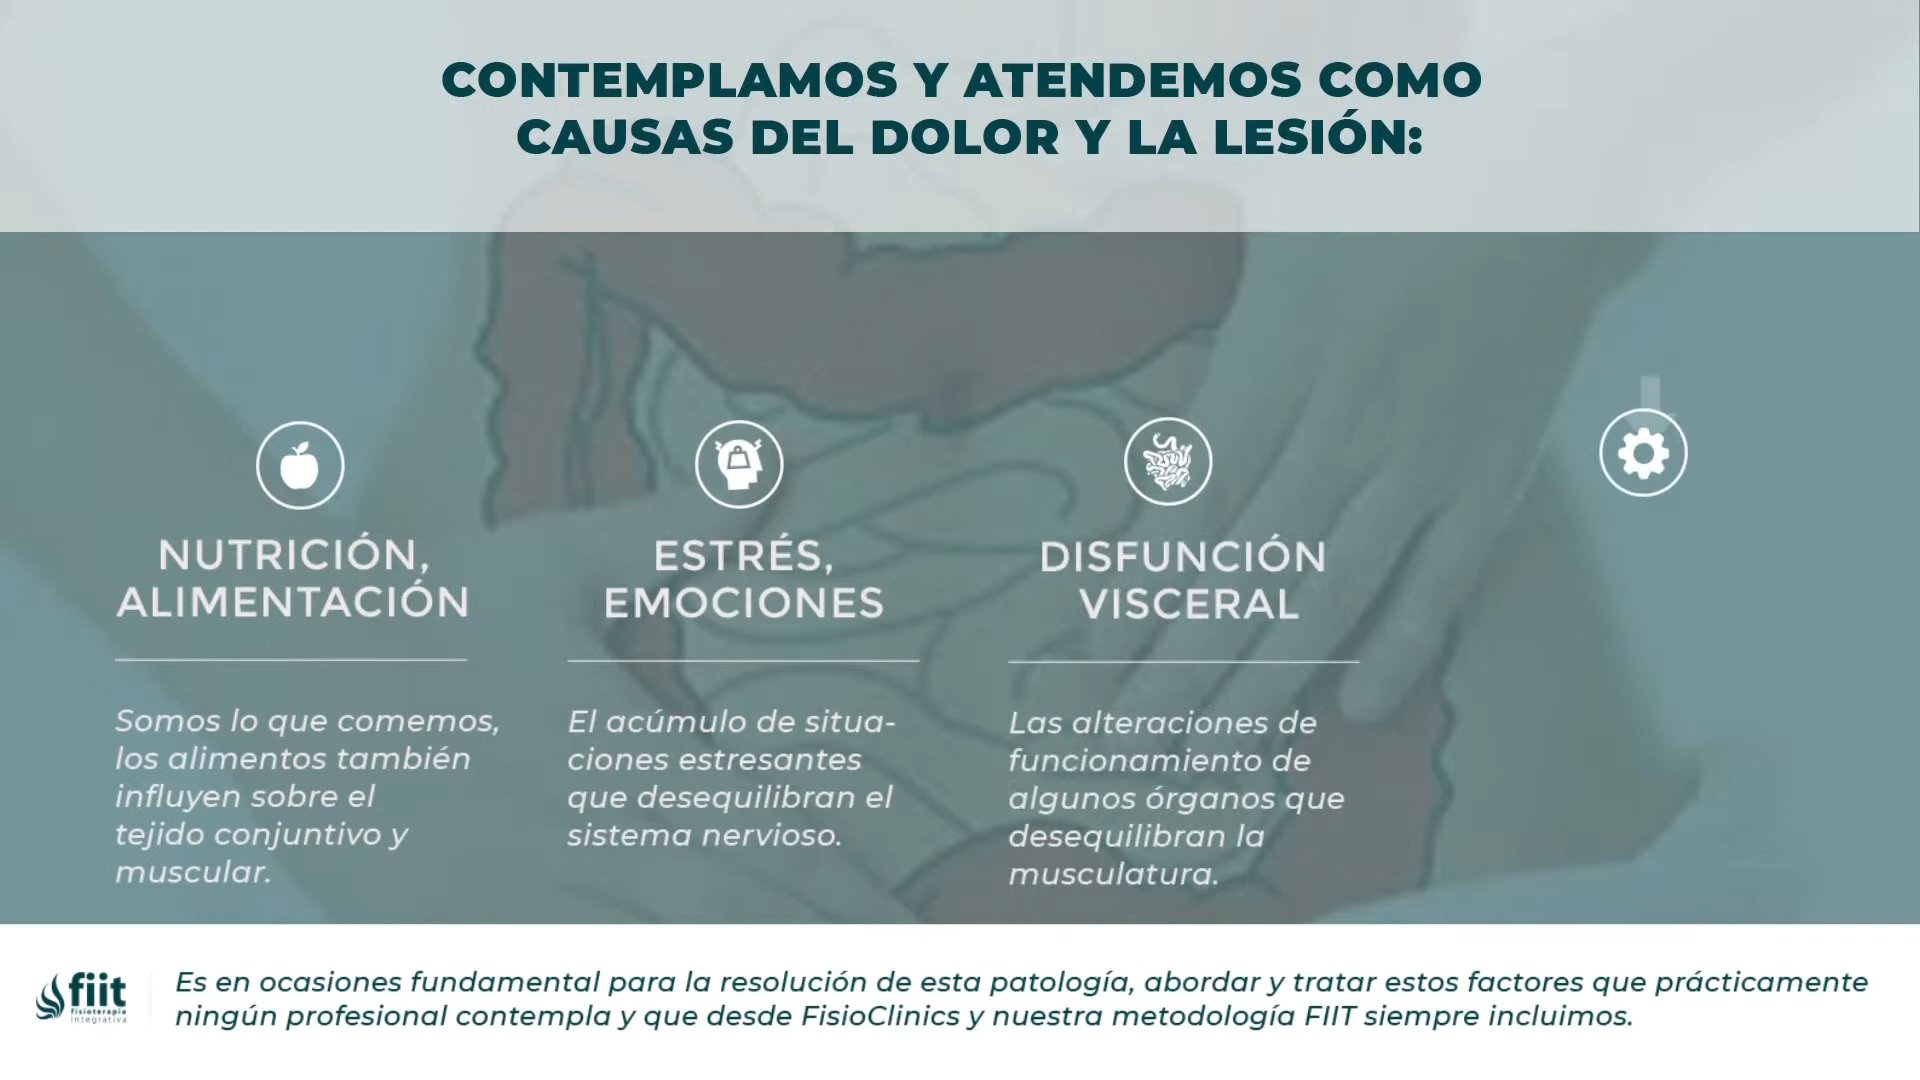 CONTEMPLAMOS Y ATENDEMOS COMO
CAUSAS DEL DOLOR Y LA LESIÓN:
NUTRICIÓN,
ALIMENTACIÓN
Somos lo que comemos,
los alimentos también
influyen sobre el
tejido conjuntivo y
muscular.
ESTRÉS,
EMOCIONES
El acúmulo de situa-
ciones estresantes
que desequilibran el
sistema nervioso.
DISFUNCIÓN
VISCERAL
Las alteraciones de
funcionamiento de
algunos órganos que
desequilibran la
musculatura.
fiit
fisioterapia
integrativa
Es en ocasiones fundamental para la resolución de esta patología, abordar y tratar estos factores que prácticamente
ningún profesional contempla y que desde FisioClinics y nuestra metodología FIIT siempre incluimos.